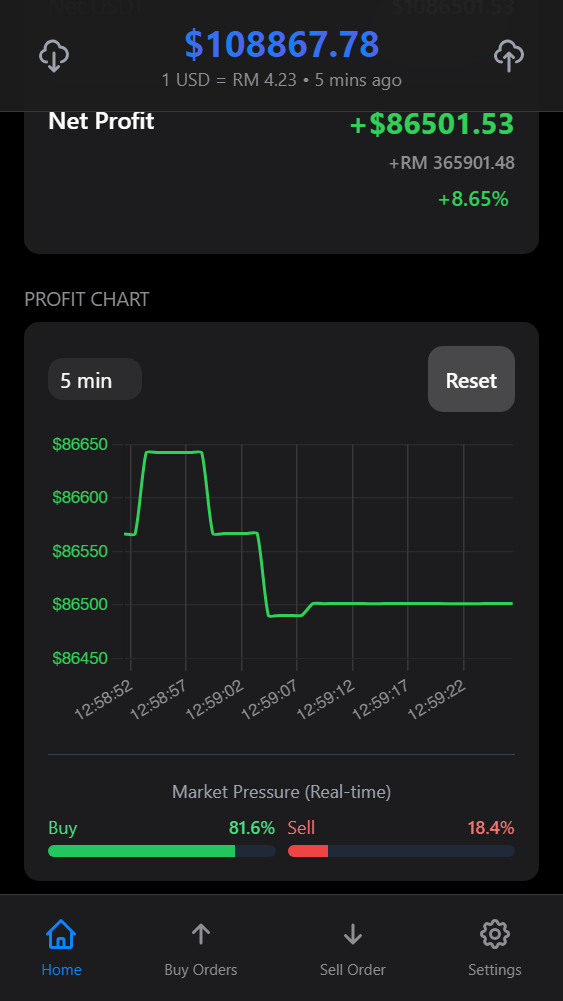 $1086501.53
$108867.78
1 USD = RM 4.23 • 5 mins ago
Net Profit
+$86501.53
+RM 365901.48
+8.65%
PROFIT CHART
5 min
Reset
$86650
$86600
$86550
$86500
$86450
12:58:52 12:58:57 12:59:02 12:59:07 12:59:12 12:59:17 12:59:22
Market Pressure (Real-time)
Buy 81.6% Sell 18.4%
Home Buy Orders Sell Order Settings